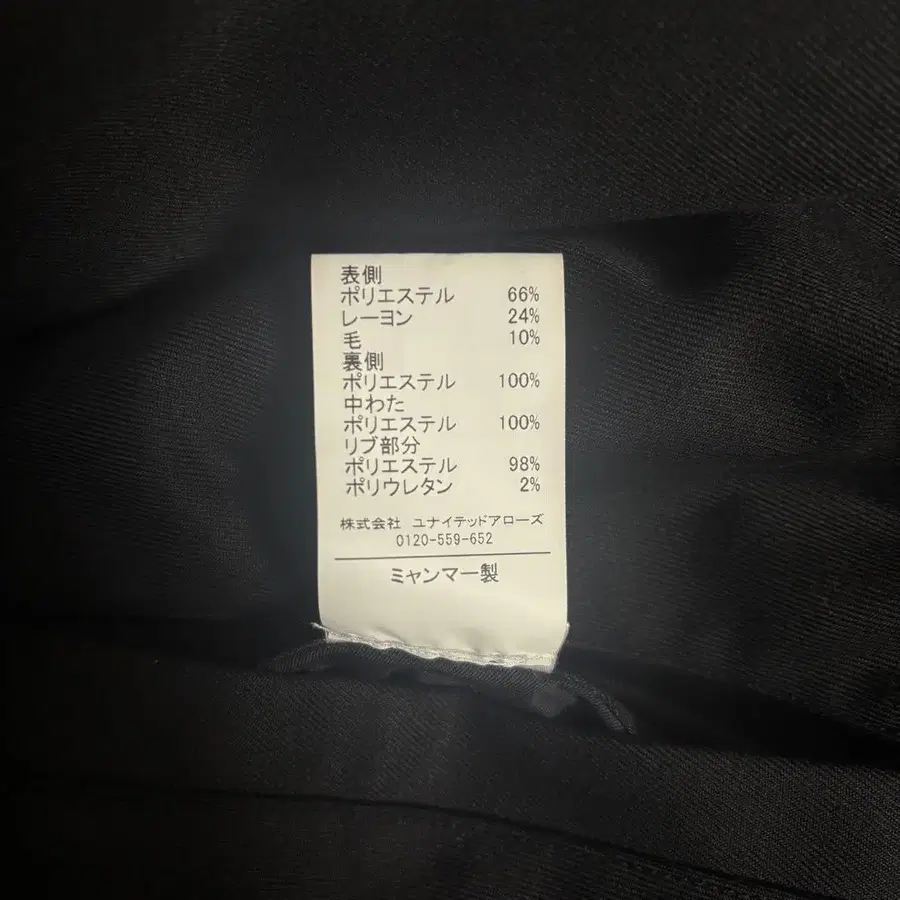 表側
ポリエステル 66%
レーヨン 24%
毛 10%
裏側
ポリエステル 100%
中わた
ポリエステル 100%
リブ部分
ポリエステル 98%
ポリウレタン 2%
株式会社 ユナイテッドアローズ
0120-559-652
ミャンマー製